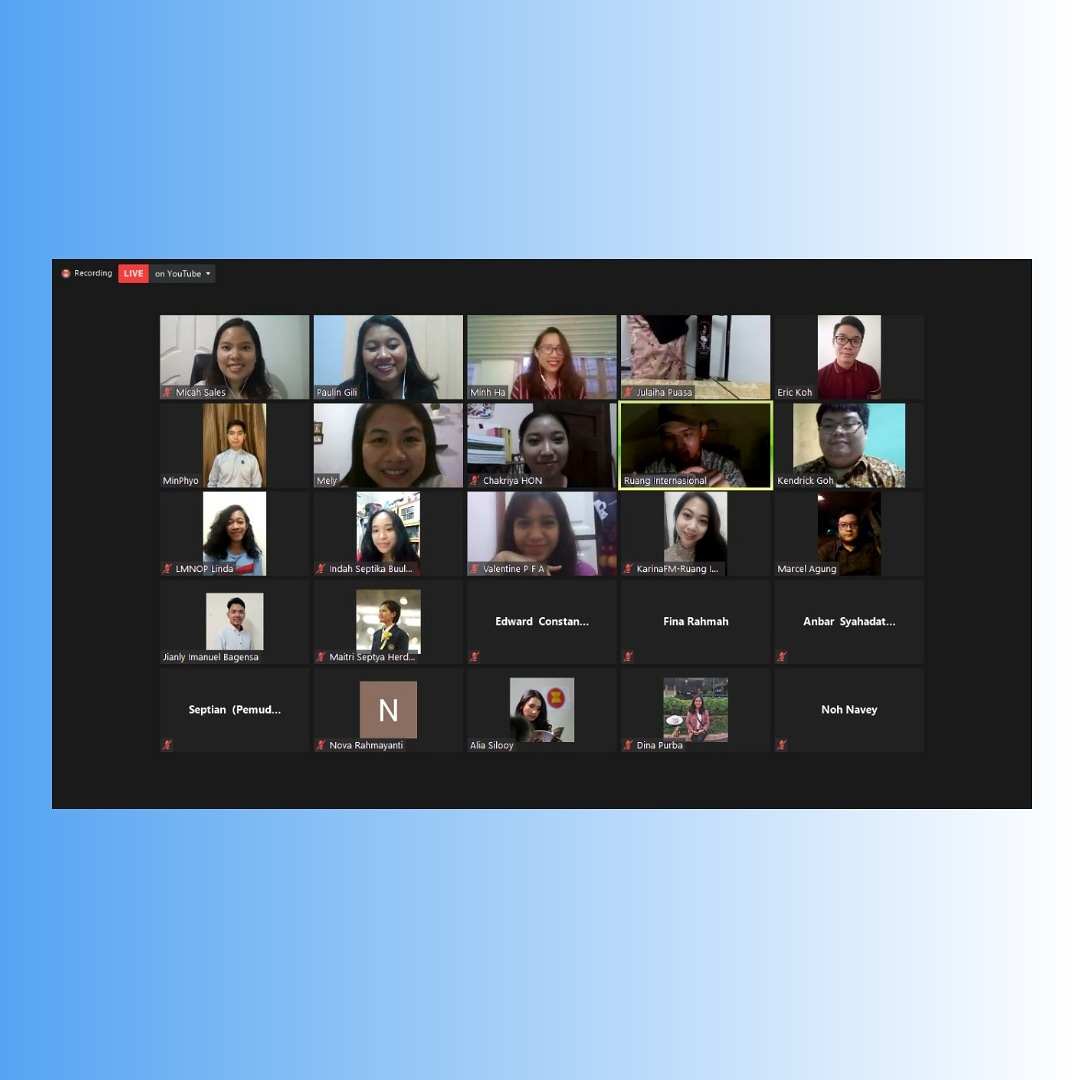 Recording LIVE on YouTube
Micah Sales
Paulin Gili
Minh Ha
Julaiha Puasa
Eric Koh
MinPhyo
Mely
Chakriya HON
Ruang Internasional
Kendrick Goh
LMNOP Linda
Indah Septika Buul...
Valentine P F A
KarinaFM-Ruang I...
Marcel Agung
Jianly Imanuel Bagensa
Maitri Septya Herd...
Edward Constan...
Fina Rahmah
Anbar Syahadat...
Septian (Pemud...
N
Nova Rahmayanti
Alia Silooy
Dina Purba
Noh Navey